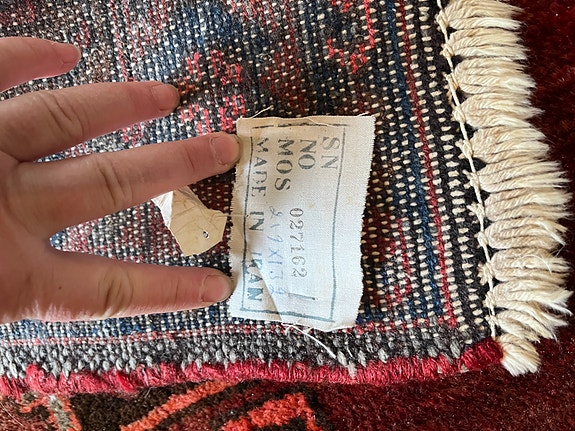 SN
NO 027162
MOS
MADE IN IRAN